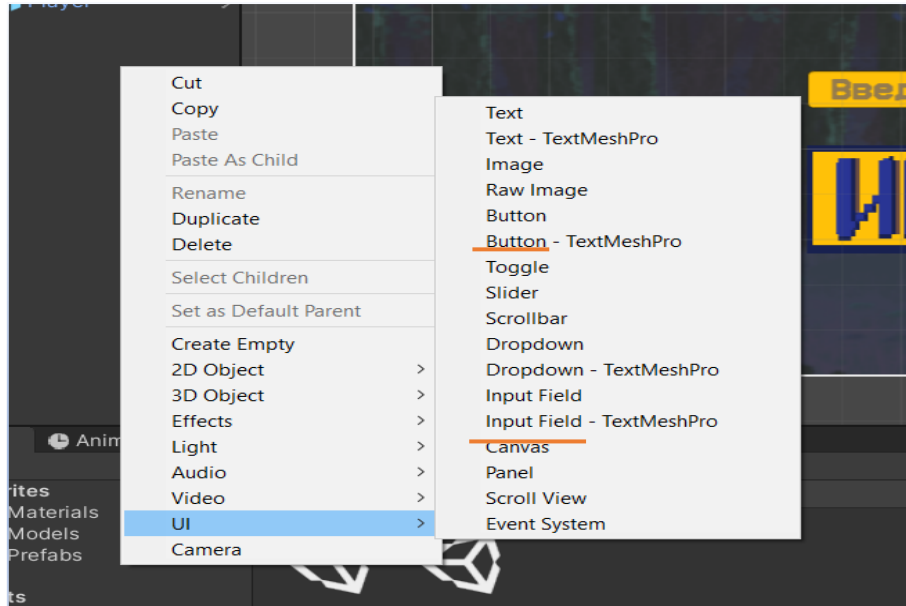 Player
Cut
Copy
Paste
Paste As Child
Rename
Duplicate
Delete
Select Children
Set as Default Parent
Create Empty
2D Object >
3D Object >
Effects >
Light >
Audio >
Video >
UI >
Camera
Text
Text - TextMeshPro
Image
Raw Image
Button
Button - TextMeshPro
Toggle
Slider
Scrollbar
Dropdown
Dropdown - TextMeshPro
Input Field
Input Field - TextMeshPro
Canvas
Panel
Scroll View
Event System
Введ
Anim
rites
Materials
Models
Prefabs
ts